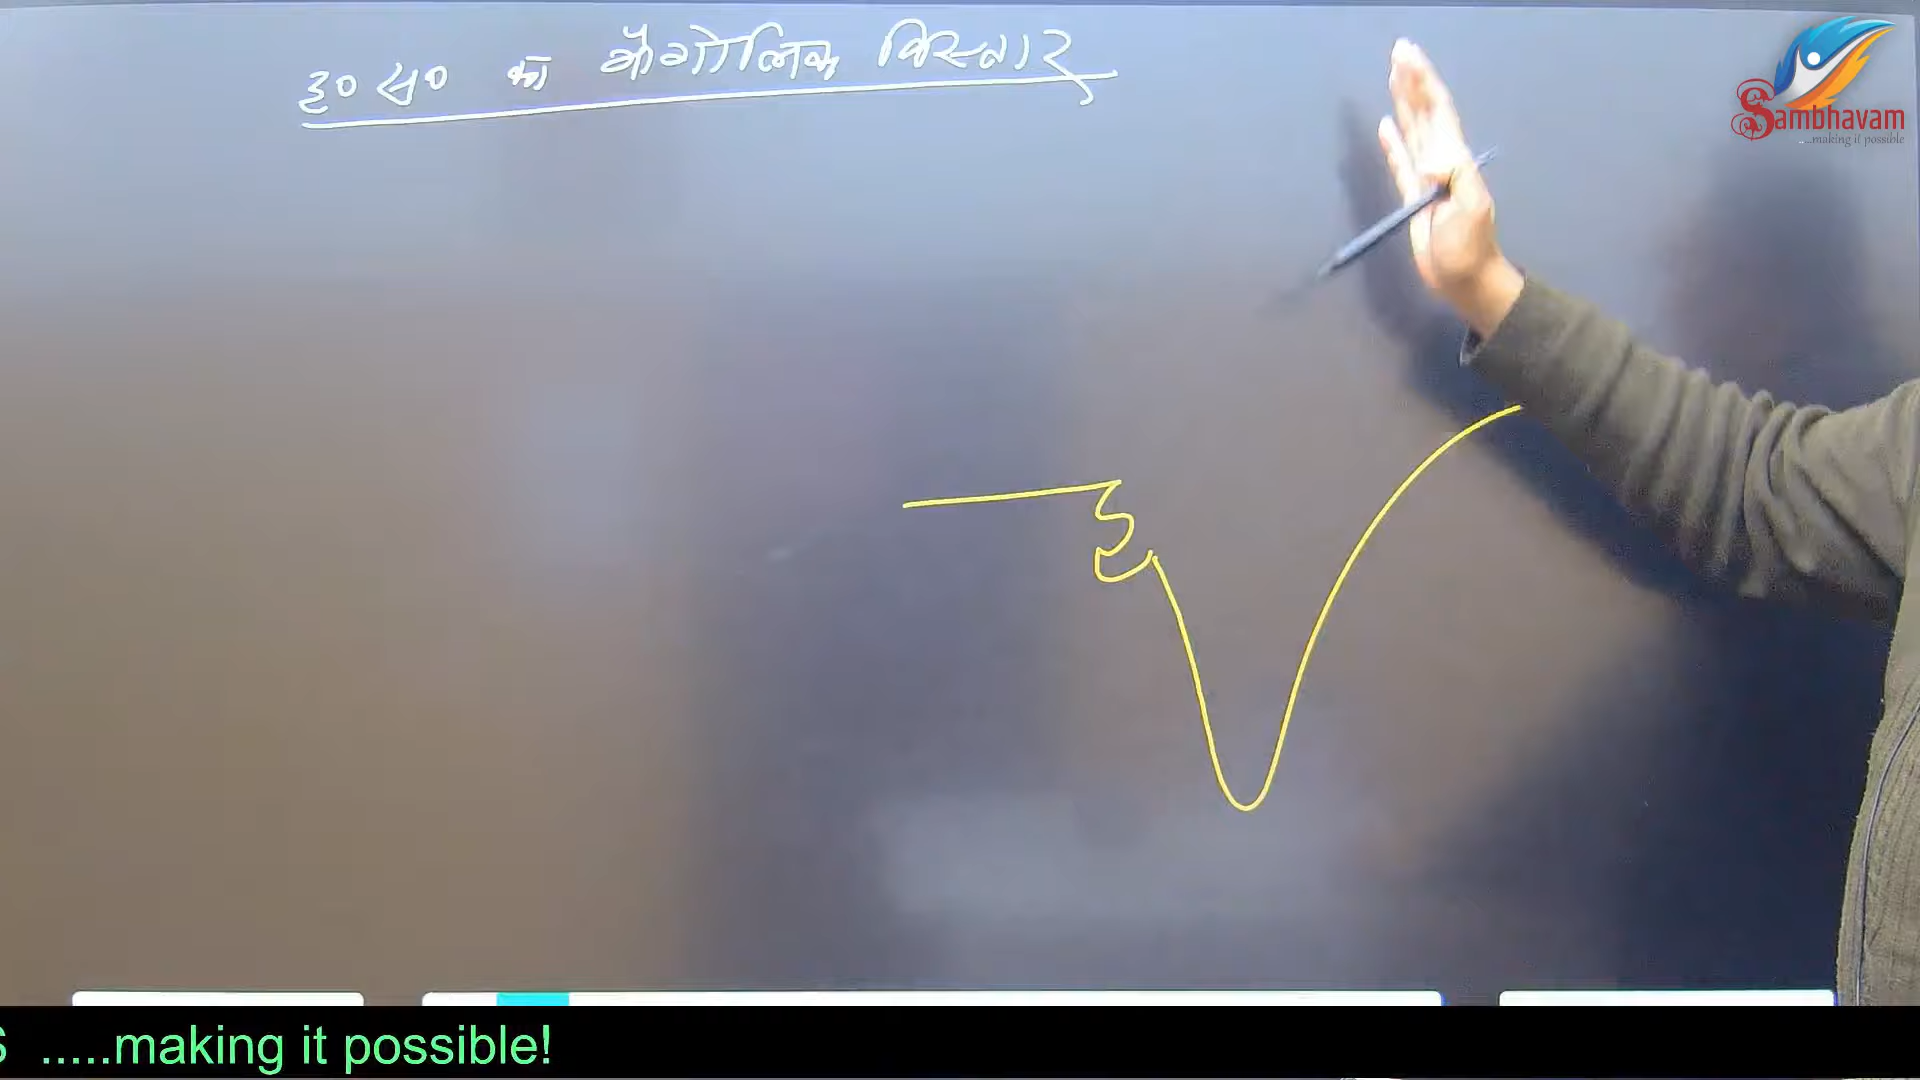 ह० स० का भौगोलिक विस्तार
Sambhavam
...making it possible
S .....making it possible!